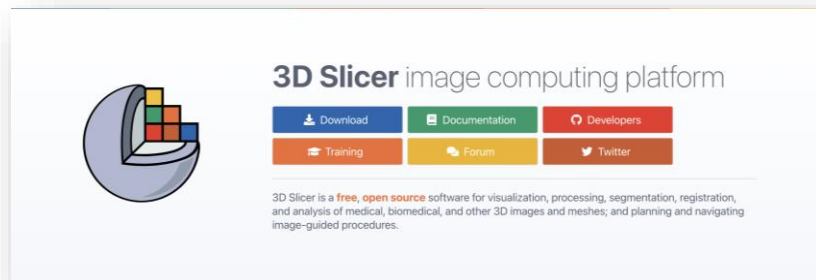 3D Slicer image computing platform
Download Documentation Developers
Training Forum Twitter
3D Slicer is a free, open source software for visualization, processing, segmentation, registration,
and analysis of medical, biomedical, and other 3D images and meshes; and planning and navigating
image-guided procedures.